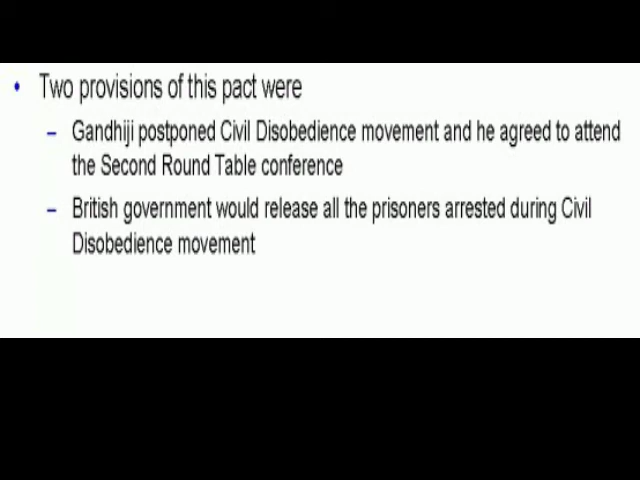 • Two provisions of this pact were
– Gandhiji postponed Civil Disobedience movement and he agreed to attend
the Second Round Table conference
– British government would release all the prisoners arrested during Civil
Disobedience movement